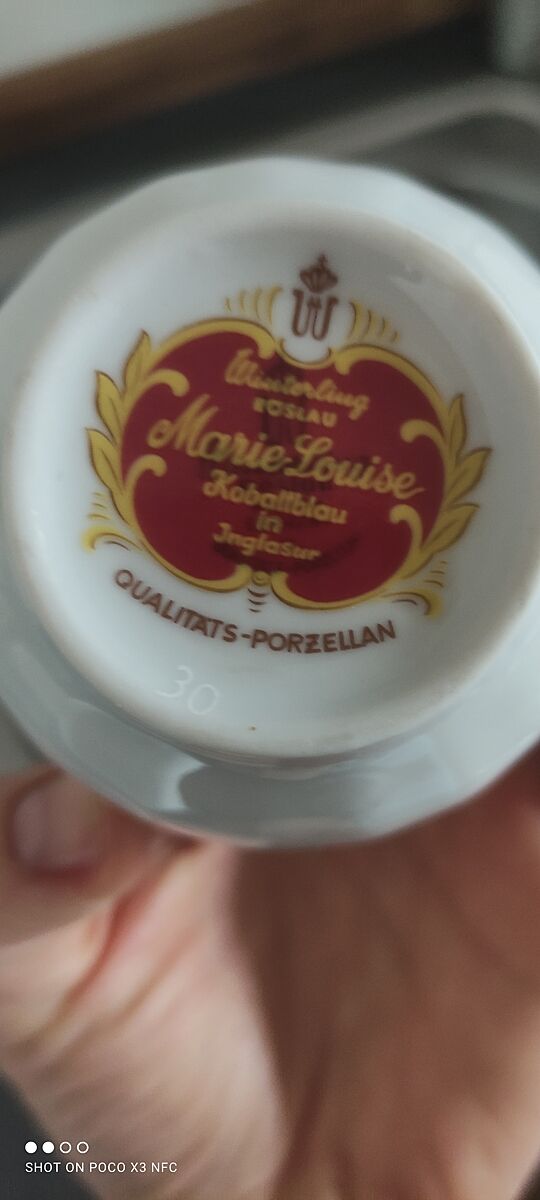 W
Winterling
RÖSLAU
Marie-Louise
Kobaltblau
in
Inglasur
QUALITÄTS-PORZELLAN
30
SHOT ON POCO X3 NFC